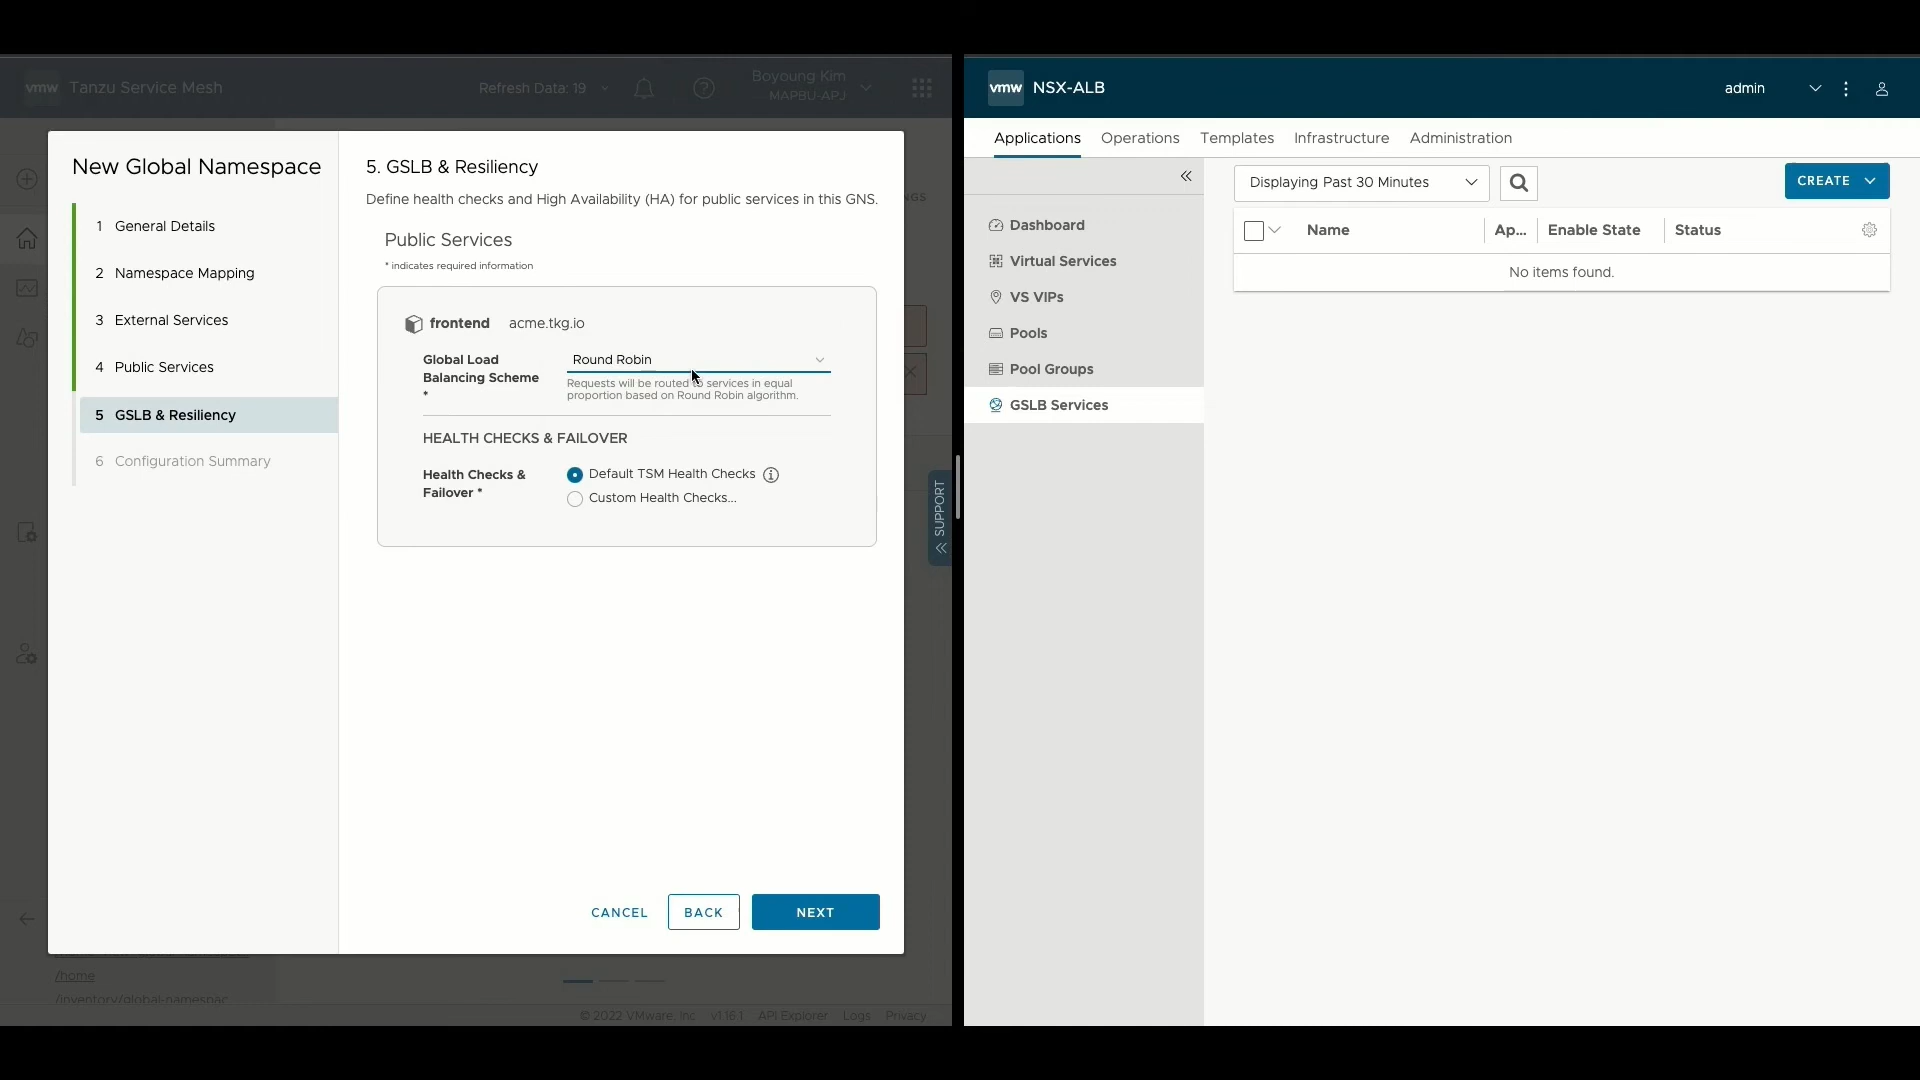 vmw Tanzu Service Mesh
Refresh Data: 19
Boyoung Kim
MAPBU-APJ
New Global Namespace
1 General Details
2 Namespace Mapping
3 External Services
4 Public Services
5 GSLB & Resiliency
6 Configuration Summary
5. GSLB & Resiliency
Define health checks and High Availability (HA) for public services in this GNS.
Public Services
* indicates required information
frontend acme.tkg.io
Global Load
Balancing Scheme
*
Round Robin
Requests will be routed to services in equal
proportion based on Round Robin algorithm.
HEALTH CHECKS & FAILOVER
Health Checks &
Failover *
Default TSM Health Checks
Custom Health Checks...
CANCEL
BACK
NEXT
SUPPORT
/home
/inventory/global-namespac
© 2022 VMware, Inc v1.16.1 API Explorer Logs Privacy
vmw NSX-ALB
admin
Applications Operations Templates Infrastructure Administration
Dashboard
Virtual Services
VS VIPs
Pools
Pool Groups
GSLB Services
Displaying Past 30 Minutes
CREATE
Name Ap... Enable State Status
No items found.